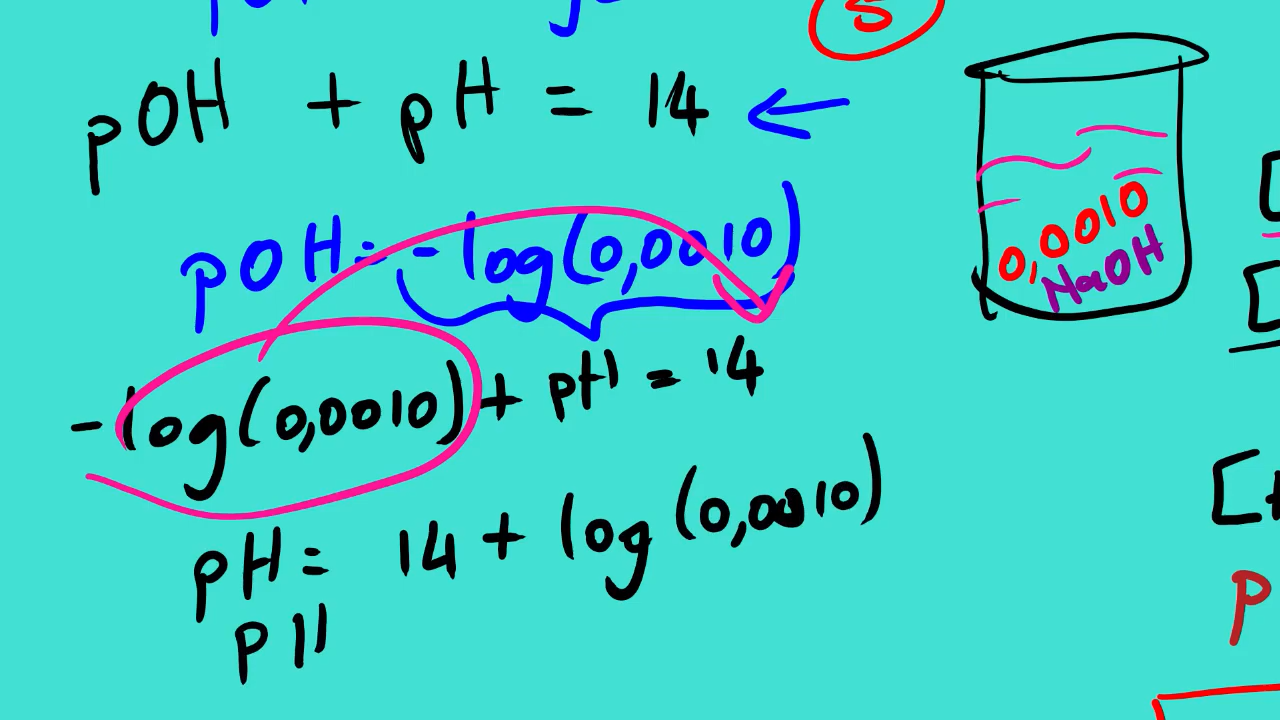 5
pOH + pH = 14
pOH = -log(0,0010)
-log(0,0010) + pH = 14
pH = 14 + log(0,0010)
0,0010
NaOH